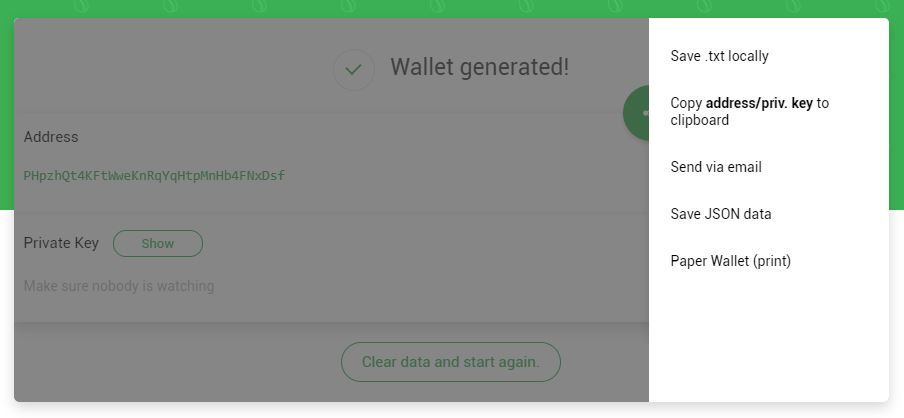 Wallet generated!
Address
PHpzhQt4KFtWweKnRqYqHtpMnHb4FNxDsf
Private Key
Show
Make sure nobody is watching
Clear data and start again.
Save .txt locally
Copy address/priv. key to
clipboard
Send via email
Save JSON data
Paper Wallet (print)